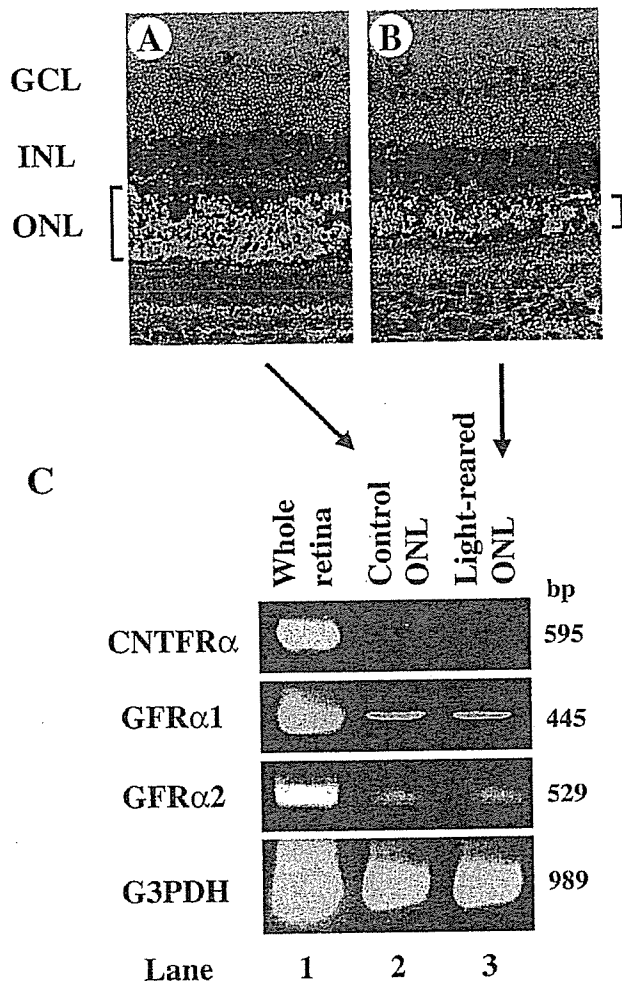 A
B
GCL
INL
ONL
C
Whole retina
Control ONL
Light-reared ONL
bp
CNTFRα
595
GFRα1
445
GFRα2
529
G3PDH
989
Lane 1 2 3